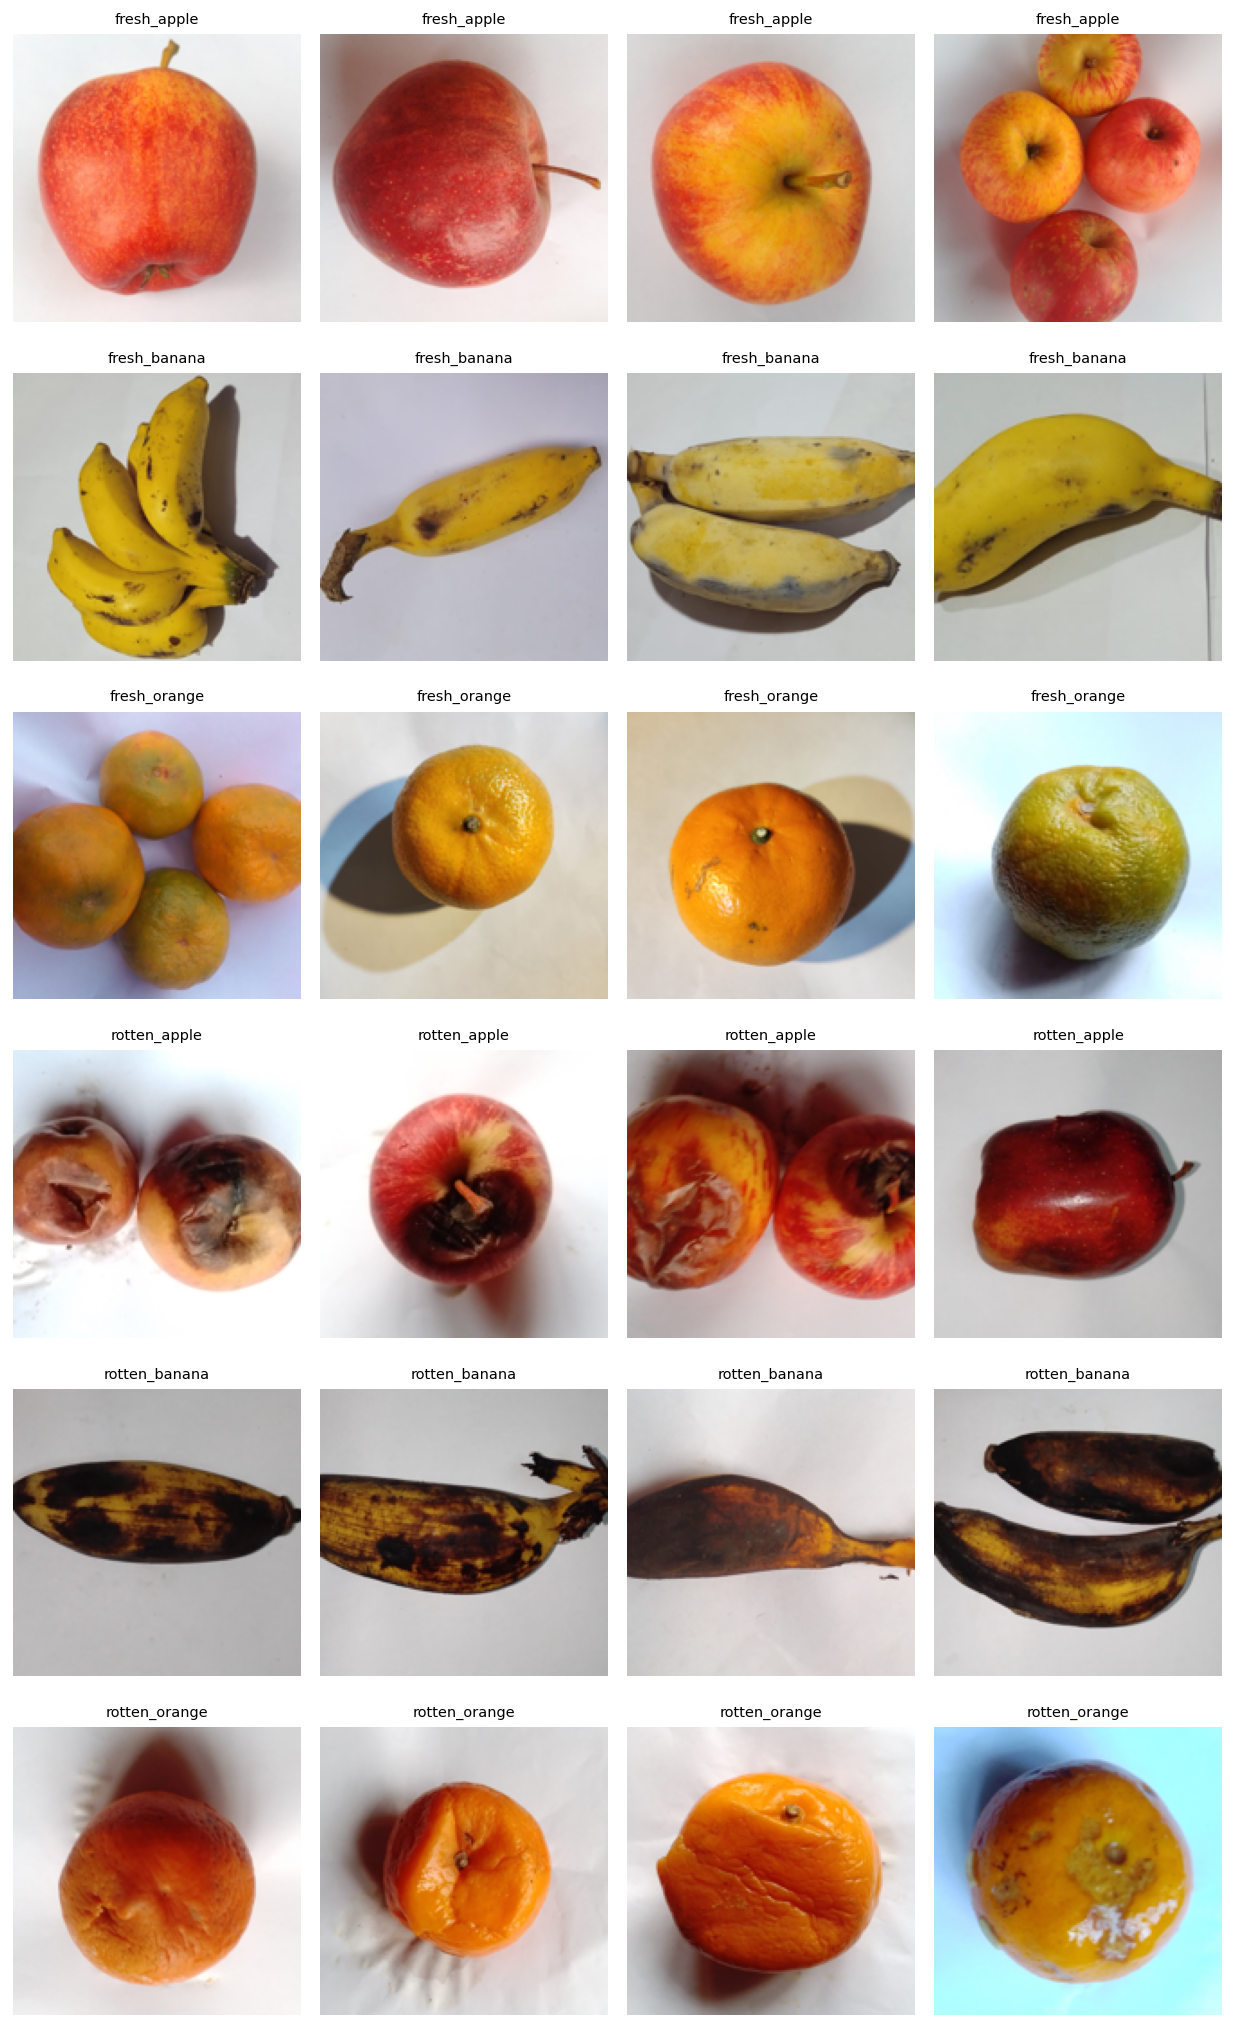 fresh_apple fresh_apple fresh_apple fresh_apple
fresh_banana fresh_banana fresh_banana fresh_banana
fresh_orange fresh_orange fresh_orange fresh_orange
rotten_apple rotten_apple rotten_apple rotten_apple
rotten_banana rotten_banana rotten_banana rotten_banana
rotten_orange rotten_orange rotten_orange rotten_orange